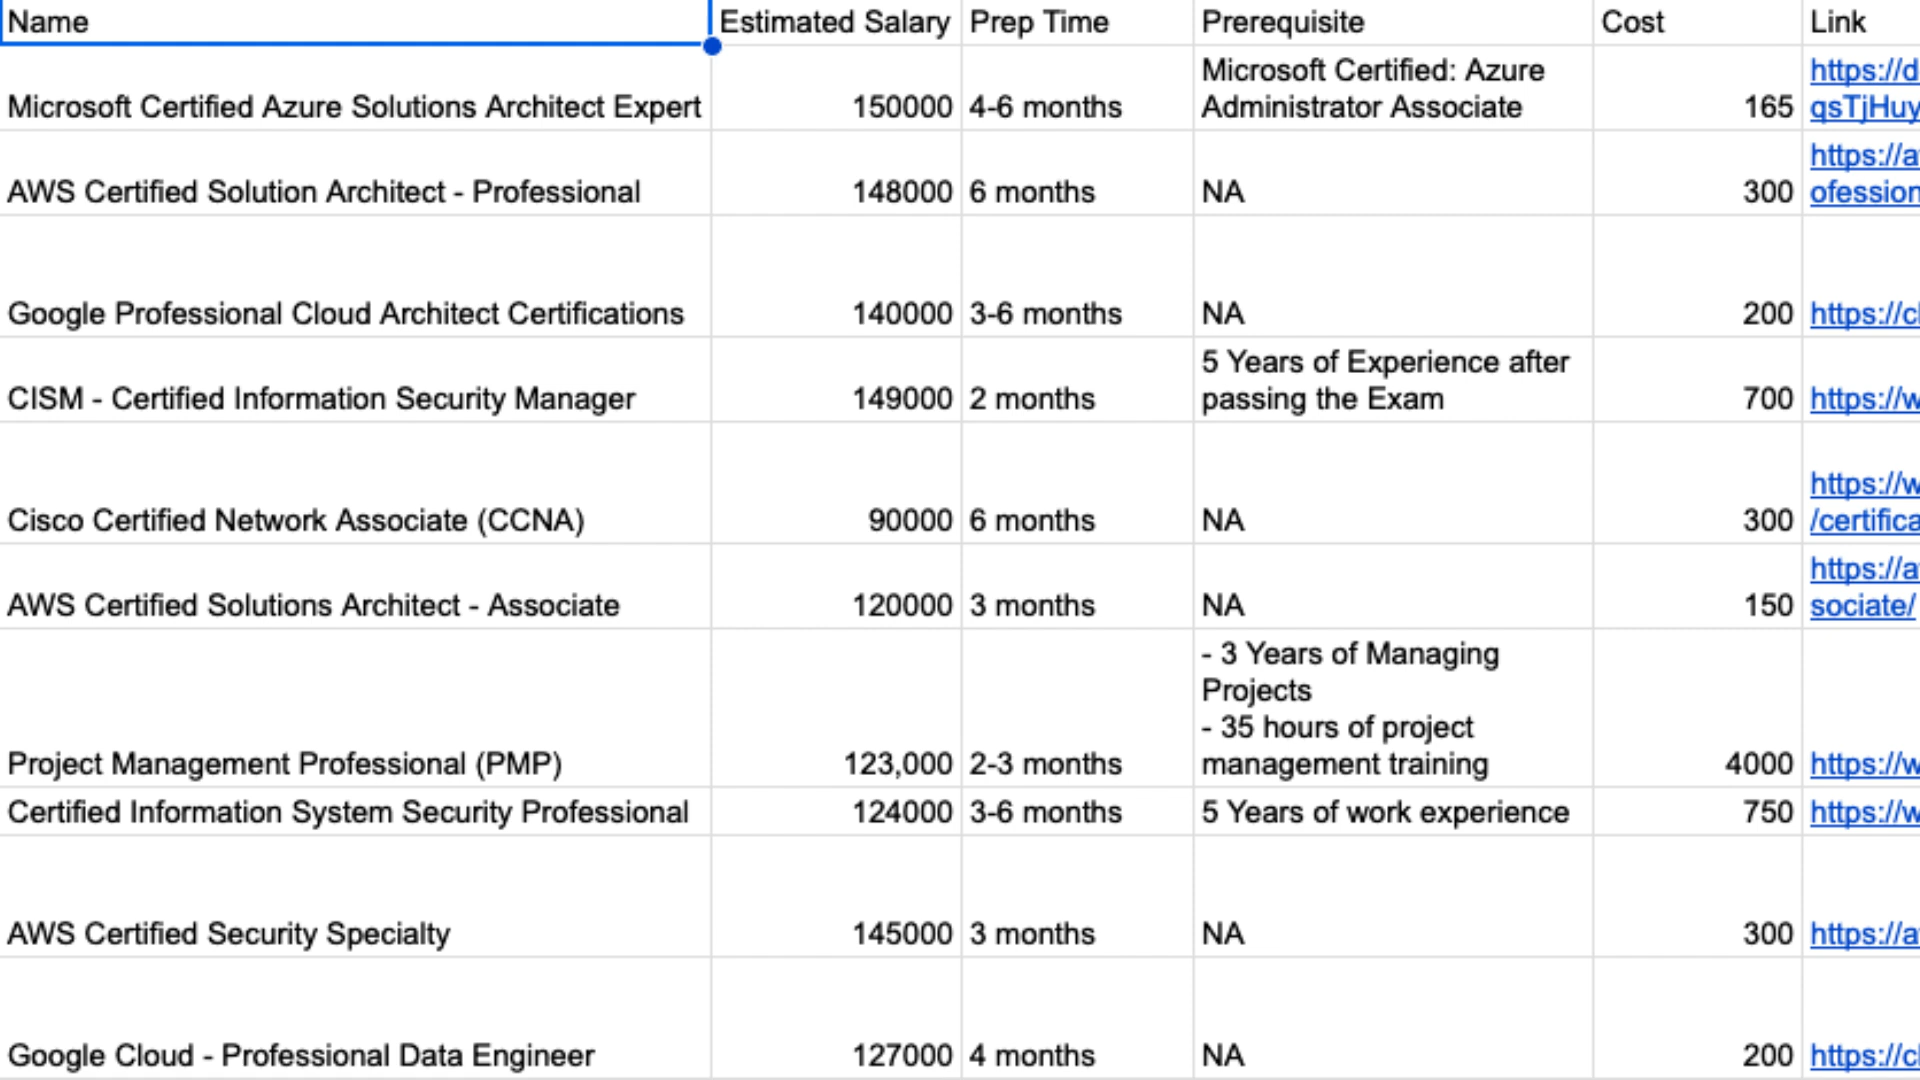 Name Estimated Salary Prep Time Prerequisite Cost Link
Microsoft Certified: Azure https://d
Microsoft Certified Azure Solutions Architect Expert 150000 4-6 months Administrator Associate 165 qsTjHuy
https://a
AWS Certified Solution Architect - Professional 148000 6 months NA 300 ofession
Google Professional Cloud Architect Certifications 140000 3-6 months NA 200 https://cl
5 Years of Experience after
CISM - Certified Information Security Manager 149000 2 months passing the Exam 700 https://w
https://w
Cisco Certified Network Associate (CCNA) 90000 6 months NA 300 /certifica
https://a
AWS Certified Solutions Architect - Associate 120000 3 months NA 150 sociate/
- 3 Years of Managing
Projects
- 35 hours of project
Project Management Professional (PMP) 123,000 2-3 months management training 4000 https://w
Certified Information System Security Professional 124000 3-6 months 5 Years of work experience 750 https://w
AWS Certified Security Specialty 145000 3 months NA 300 https://a
Google Cloud - Professional Data Engineer 127000 4 months NA 200 https://cl